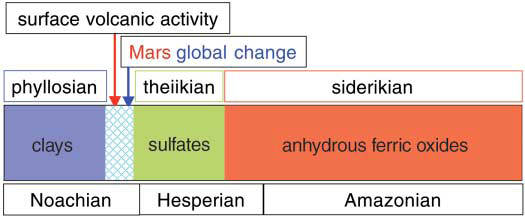 surface volcanic activity
Mars global change
phyllosian theiikian siderikian
clays sulfates anhydrous ferric oxides
Noachian Hesperian Amazonian